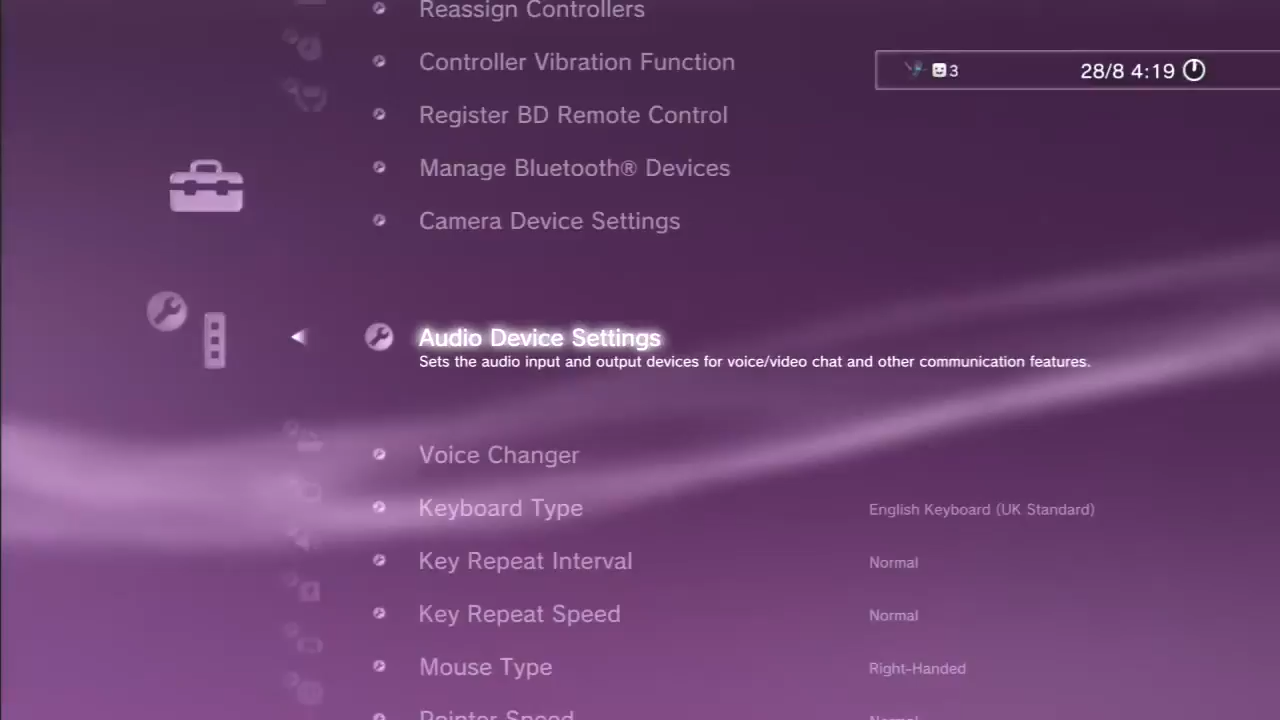 Reassign Controllers
Controller Vibration Function
3 28/8 4:19
Register BD Remote Control
Manage Bluetooth® Devices
Camera Device Settings
Audio Device Settings
Sets the audio input and output devices for voice/video chat and other communication features.
Voice Changer
Keyboard Type English Keyboard (UK Standard)
Key Repeat Interval Normal
Key Repeat Speed Normal
Mouse Type Right-Handed
Pointer Speed Normal